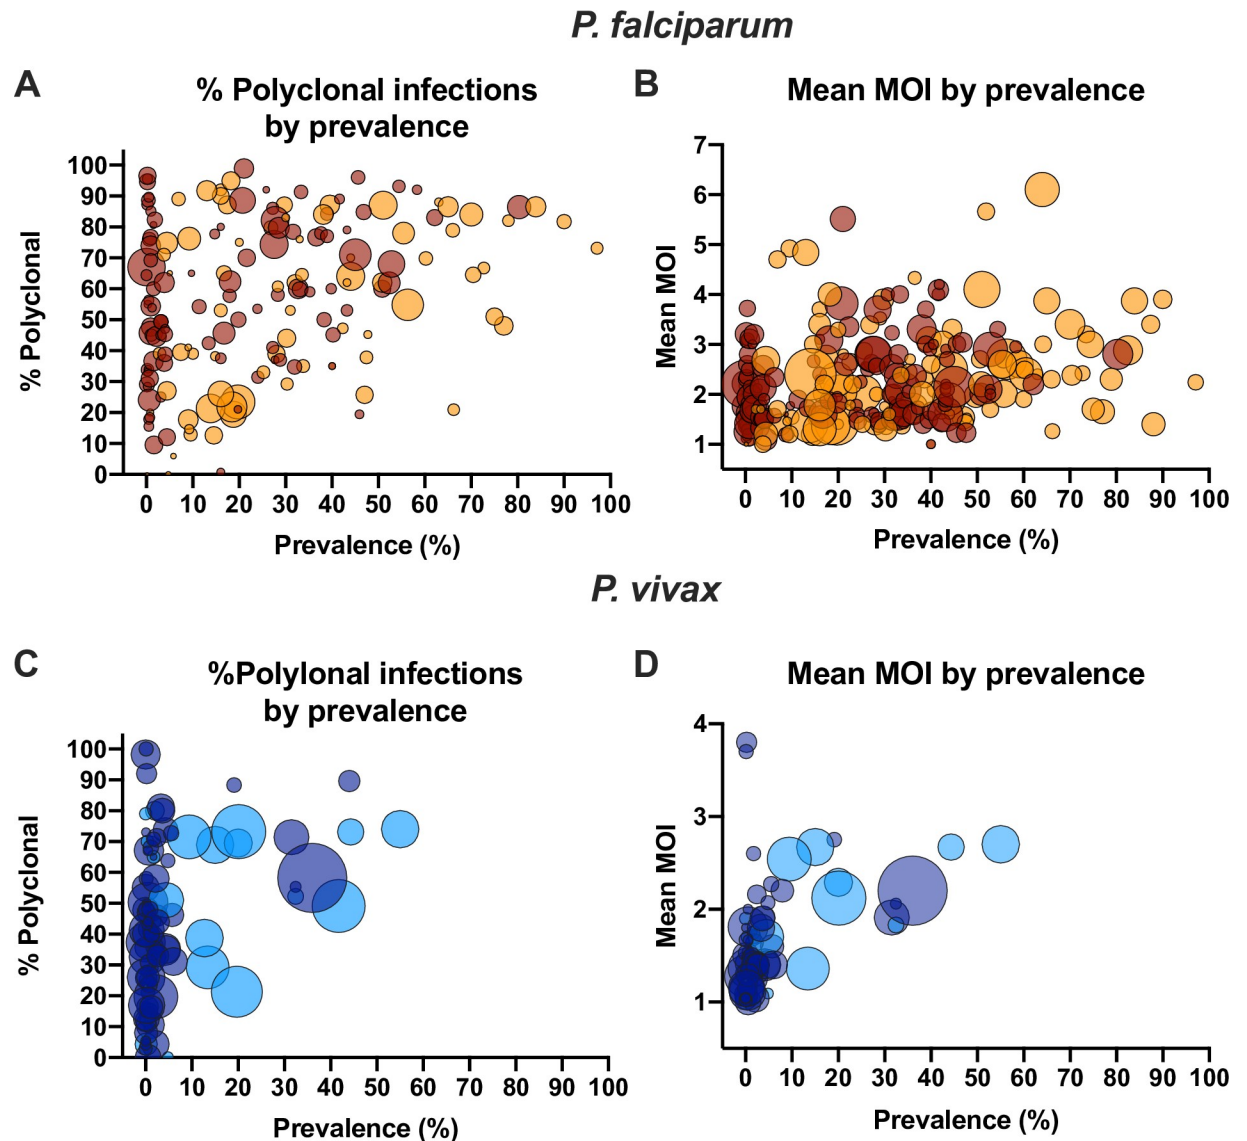 P. falciparum
A
% Polyclonal infections
by prevalence
% Polyclonal
100
90
80
70
60
50
40
30
20
10
0
0 10 20 30 40 50 60 70 80 90 100
Prevalence (%)
B
Mean MOI by prevalence
Mean MOI
7
6
5
4
3
2
1
0 10 20 30 40 50 60 70 80 90 100
Prevalence (%)
P. vivax
C
%Polylonal infections
by prevalence
% Polyclonal
100
90
80
70
60
50
40
30
20
10
0
0 10 20 30 40 50 60 70 80 90 100
Prevalence (%)
D
Mean MOI by prevalence
Mean MOI
4
3
2
1
0 10 20 30 40 50 60 70 80 90 100
Prevalence (%)